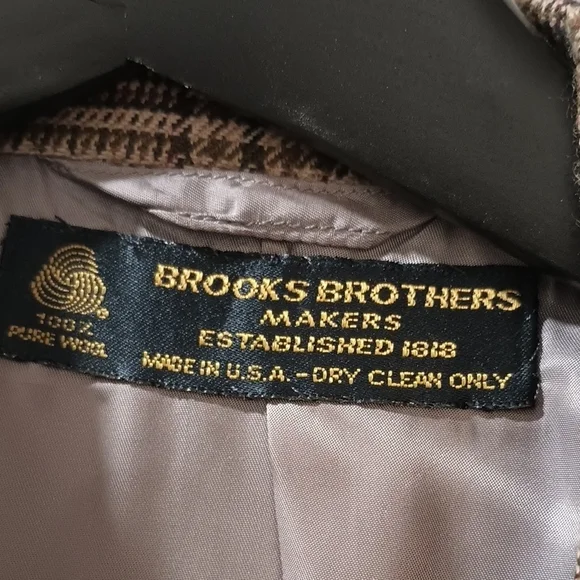 100%
PURE WOOL
BROOKS BROTHERS
MAKERS
ESTABLISHED 1818
MADE IN U.S.A. - DRY CLEAN ONLY